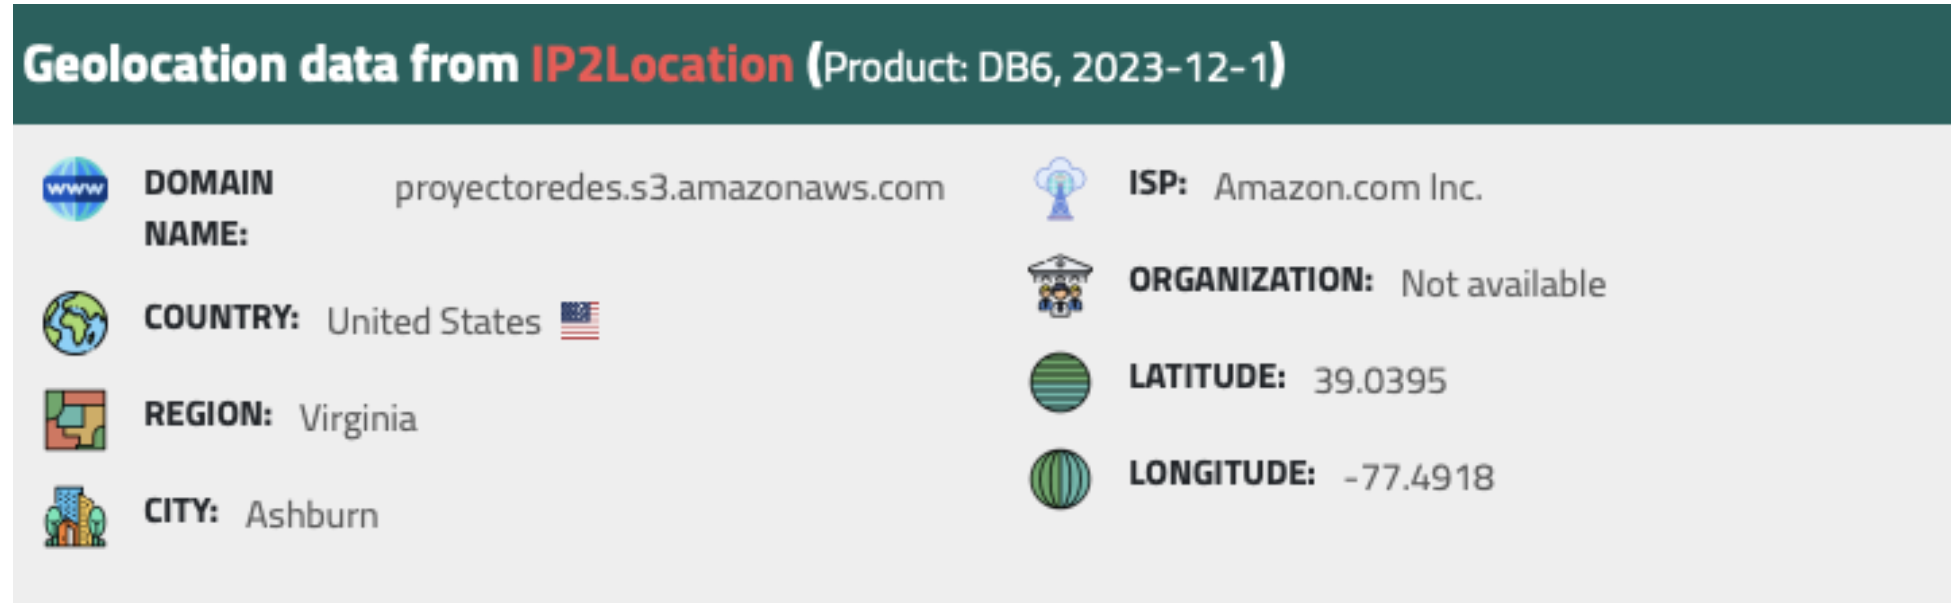 Geolocation data from IP2Location (Product: DB6, 2023-12-1)
www
DOMAIN NAME: proyectoredes.s3.amazonaws.com
COUNTRY: United States
REGION: Virginia
CITY: Ashburn
ISP: Amazon.com Inc.
ORGANIZATION: Not available
LATITUDE: 39.0395
LONGITUDE: -77.4918